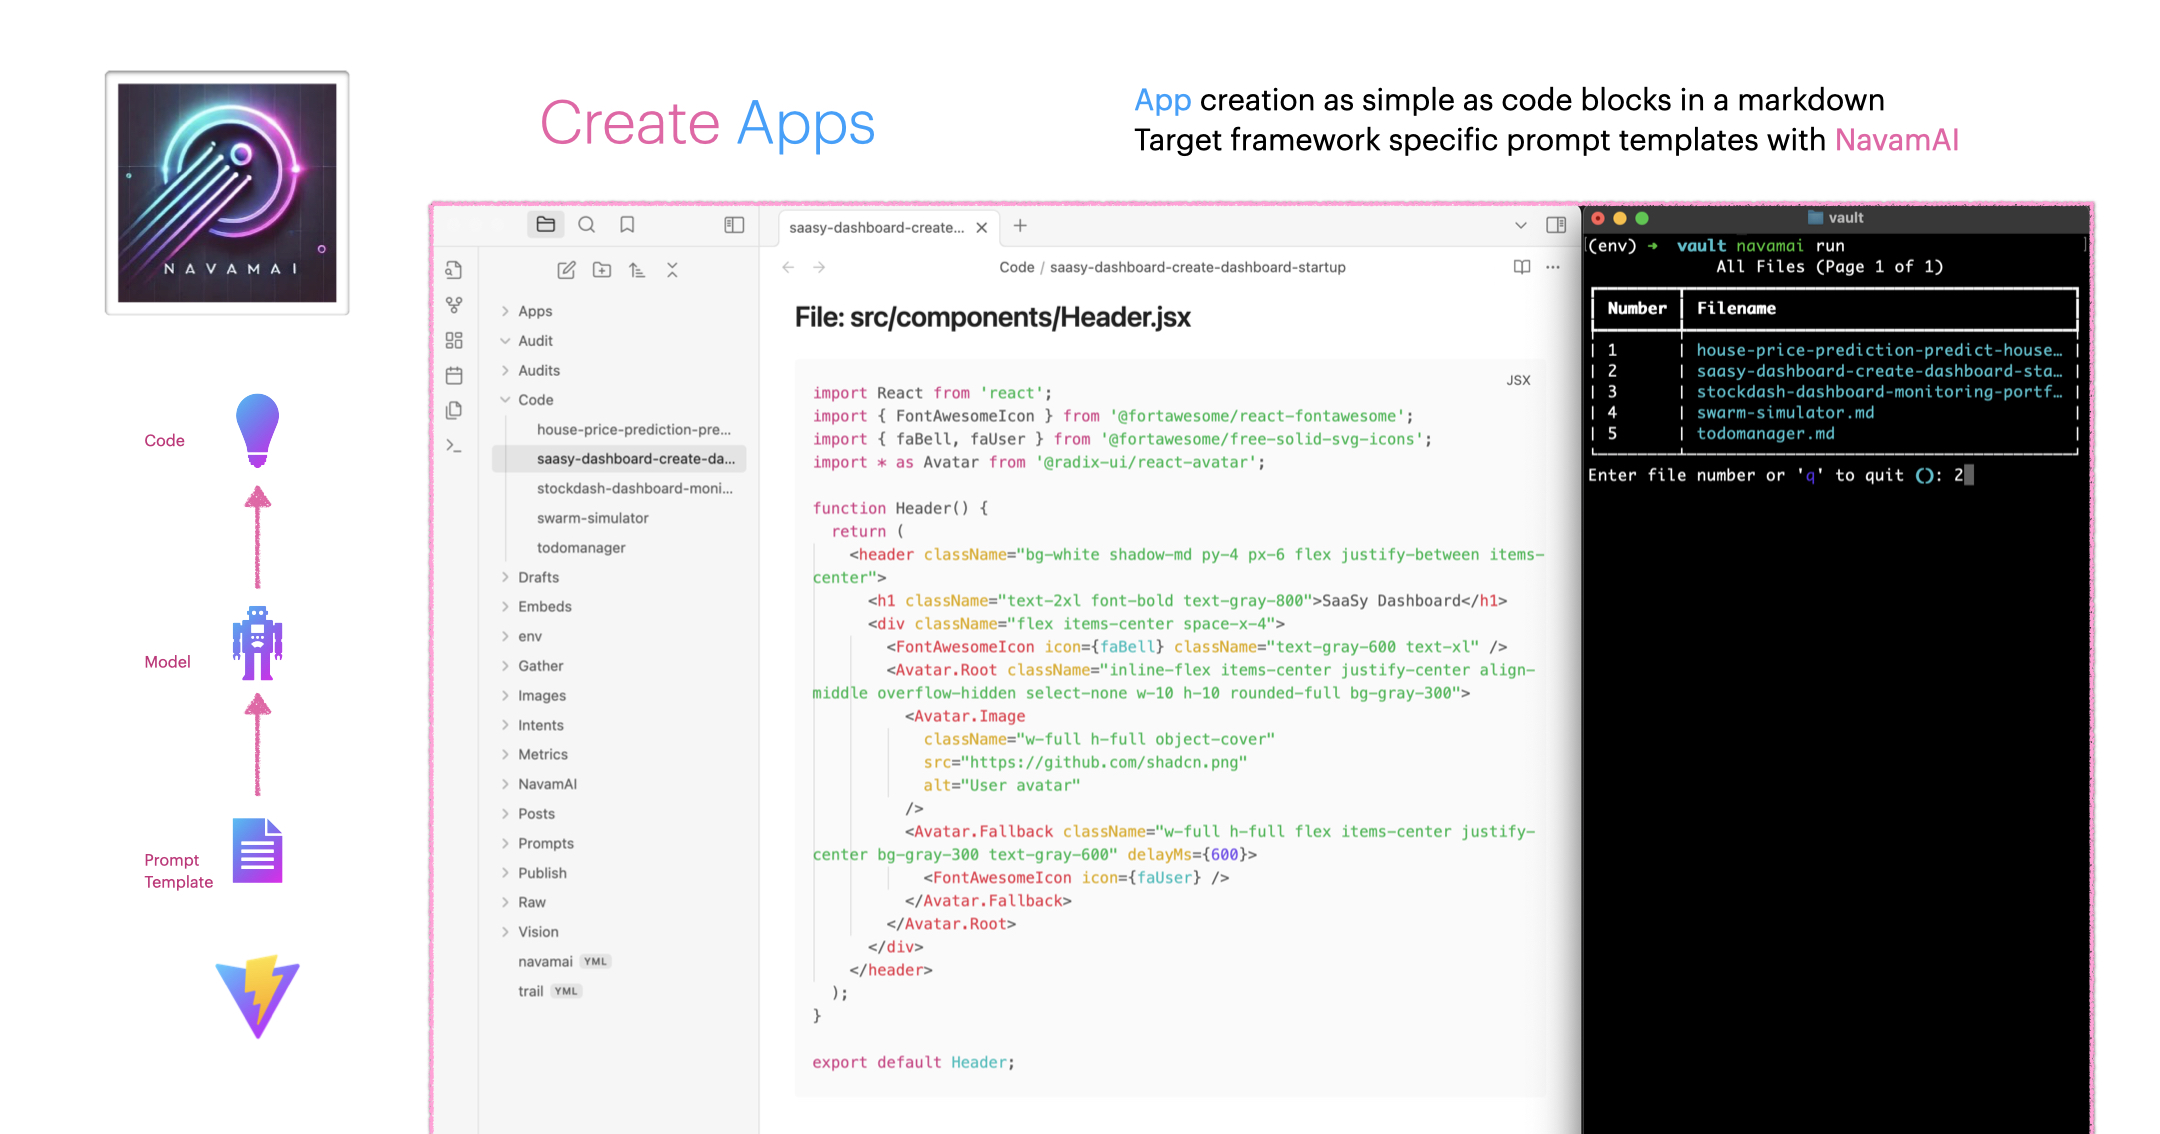 NAVAMAI
Create Apps
App creation as simple as code blocks in a markdown
Target framework specific prompt templates with NavamAI
Code
Model
Prompt
Template
Apps
Audit
Audits
Code
house-price-prediction-pre...
saasy-dashboard-create-da...
stockdash-dashboard-moni...
swarm-simulator
todomanager
Drafts
Embeds
env
Gather
Images
Intents
Metrics
NavamAI
Posts
Prompts
Publish
Raw
Vision
navamai YML
trail YML
saasy-dashboard-create...
Code / saasy-dashboard-create-dashboard-startup
File: src/components/Header.jsx
JSX
import React from 'react';
import { FontAwesomeIcon } from '@fortawesome/react-fontawesome';
import { faBell, faUser } from '@fortawesome/free-solid-svg-icons';
import * as Avatar from '@radix-ui/react-avatar';
function Header() {
return (
<header className="bg-white shadow-md py-4 px-6 flex justify-between items-
center">
<h1 className="text-2xl font-bold text-gray-800">SaaSy Dashboard</h1>
<div className="flex items-center space-x-4">
<FontAwesomeIcon icon={faBell} className="text-gray-600 text-xl" />
<Avatar.Root className="inline-flex items-center justify-center align-
middle overflow-hidden select-none w-10 h-10 rounded-full bg-gray-300">
<Avatar.Image
className="w-full h-full object-cover"
src="https://github.com/shadcn.png"
alt="User avatar"
/>
<Avatar.Fallback className="w-full h-full flex items-center justify-
center bg-gray-300 text-gray-600" delayMs={600}>
<FontAwesomeIcon icon={faUser} />
</Avatar.Fallback>
</Avatar.Root>
</div>
</header>
);
}
export default Header;
vault
(env) → vault navamai run
All Files (Page 1 of 1)
Number Filename
1 house-price-prediction-predict-house…
2 saasy-dashboard-create-dashboard-sta…
3 stockdash-dashboard-monitoring-portf…
4 swarm-simulator.md
5 todomanager.md
Enter file number or 'q' to quit (): 2